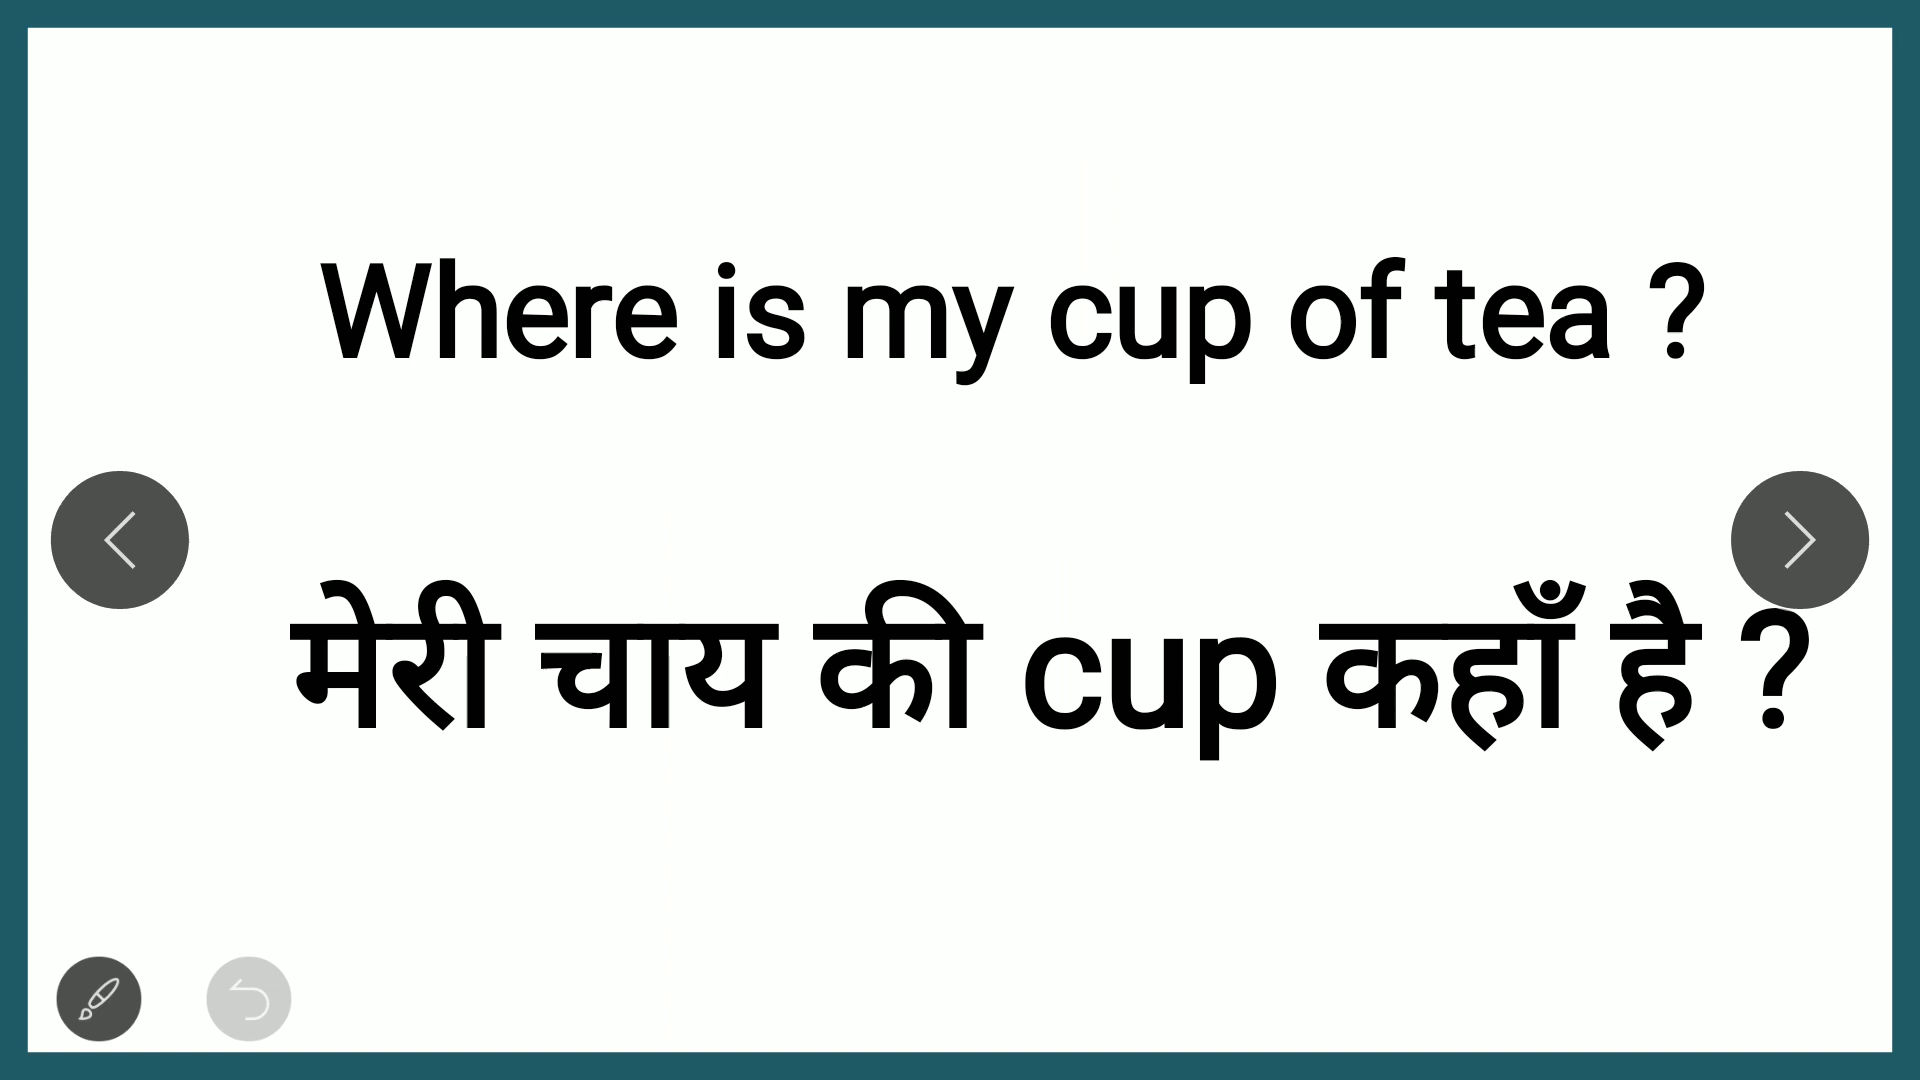 Where is my cup of tea ?
मेरी चाय की cup कहाँ है ?